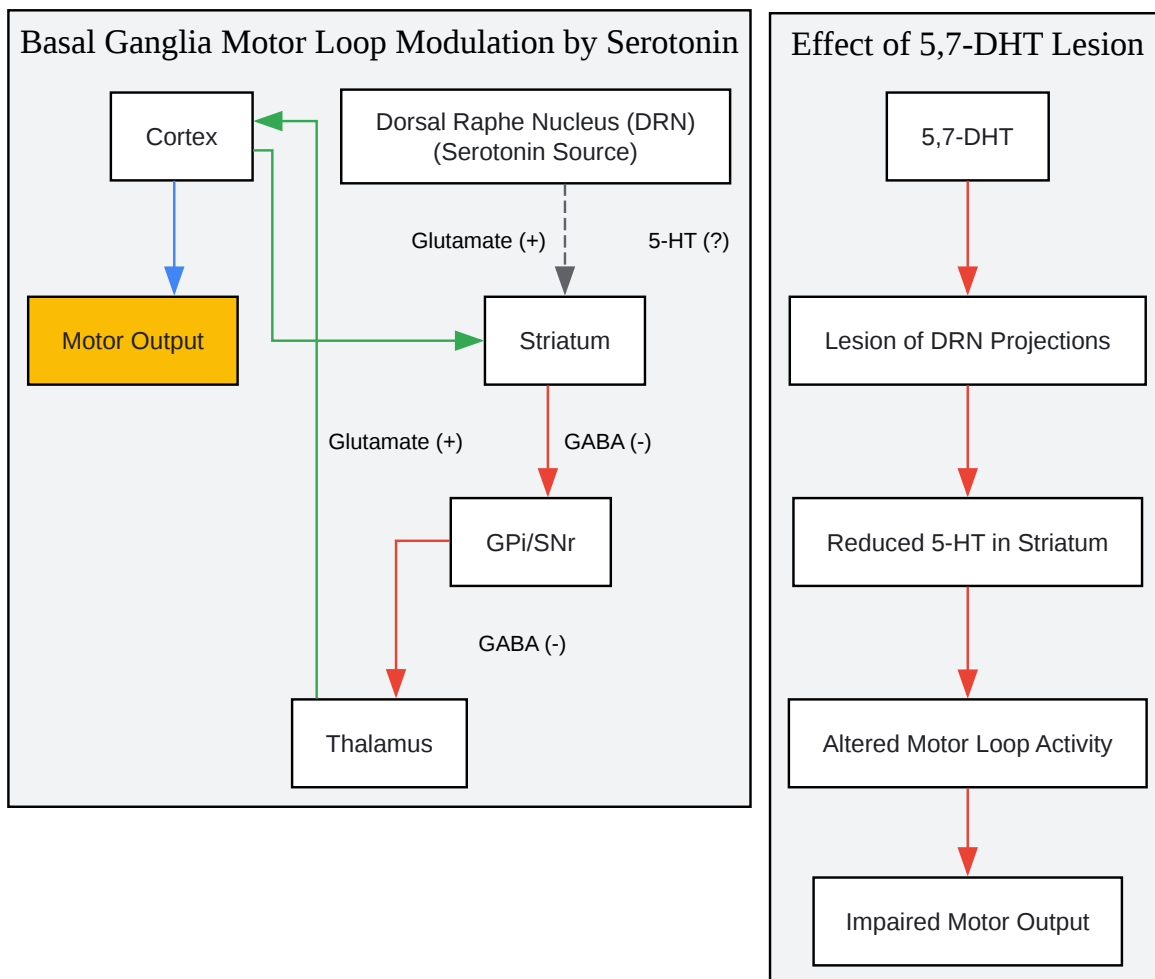 Basal Ganglia Motor Loop Modulation by Serotonin
Cortex
Dorsal Raphe Nucleus (DRN)
(Serotonin Source)
Glutamate (+)
5-HT (?)
Motor Output
Striatum
Glutamate (+)
GABA (-)
GPi/SNr
GABA (-)
Thalamus
Effect of 5,7-DHT Lesion
5,7-DHT
Lesion of DRN Projections
Reduced 5-HT in Striatum
Altered Motor Loop Activity
Impaired Motor Output